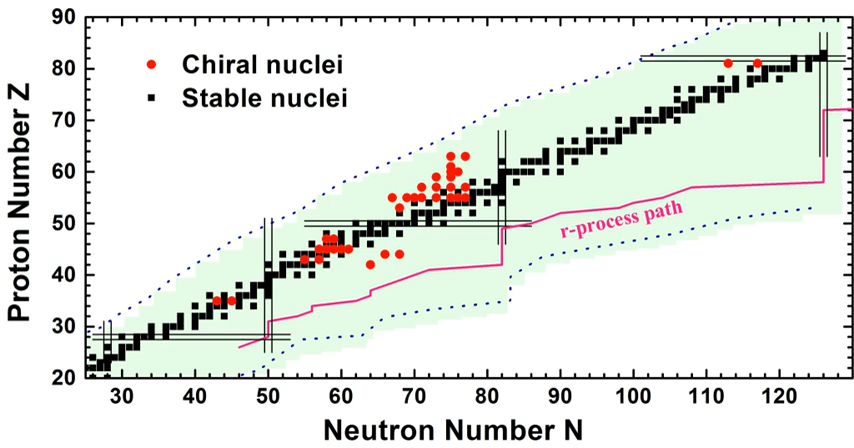 90
80
70
60
50
40
30
20
Proton Number Z
Chiral nuclei
Stable nuclei
r-process path
30 40 50 60 70 80 90 100 110 120
Neutron Number N